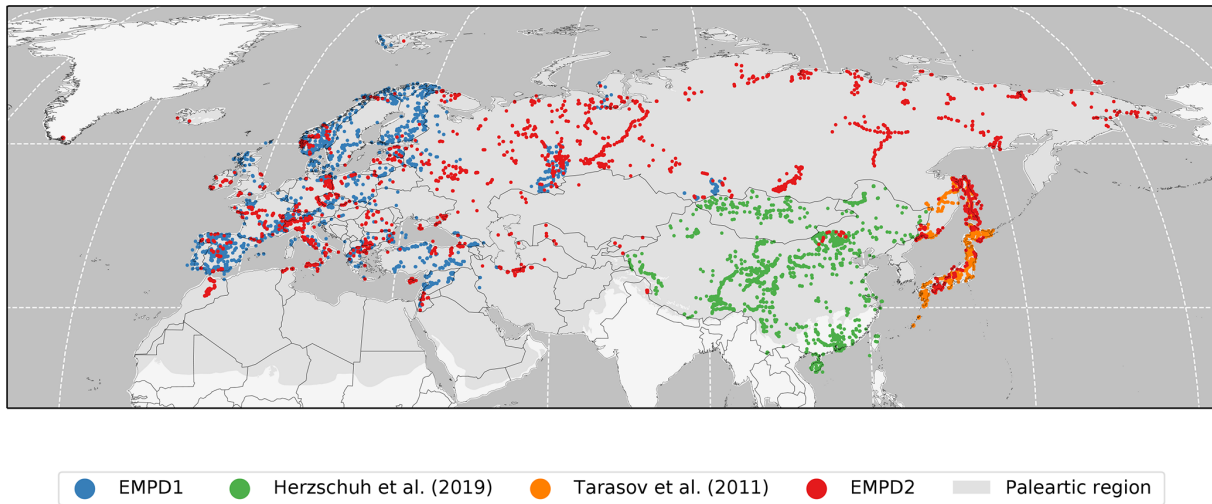 EMPD1 Herzschuh et al. (2019) Tarasov et al. (2011) EMPD2 Paleartic region